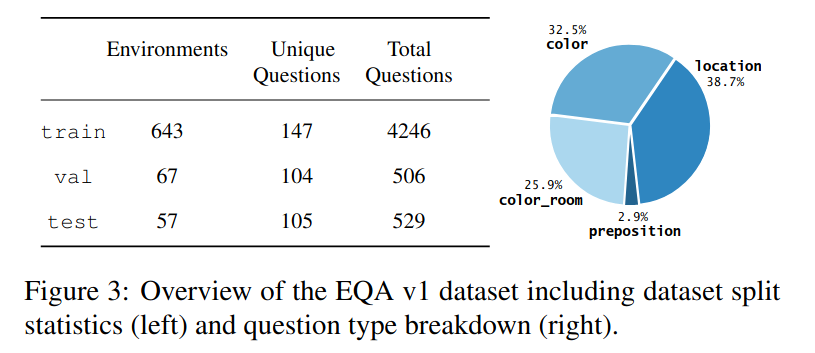 Environments Unique Total
Questions Questions
train 643 147 4246
val 67 104 506
test 57 105 529
32.5%
color
location
38.7%
25.9%
color_room
2.9%
preposition
Figure 3: Overview of the EQA v1 dataset including dataset split
statistics (left) and question type breakdown (right).